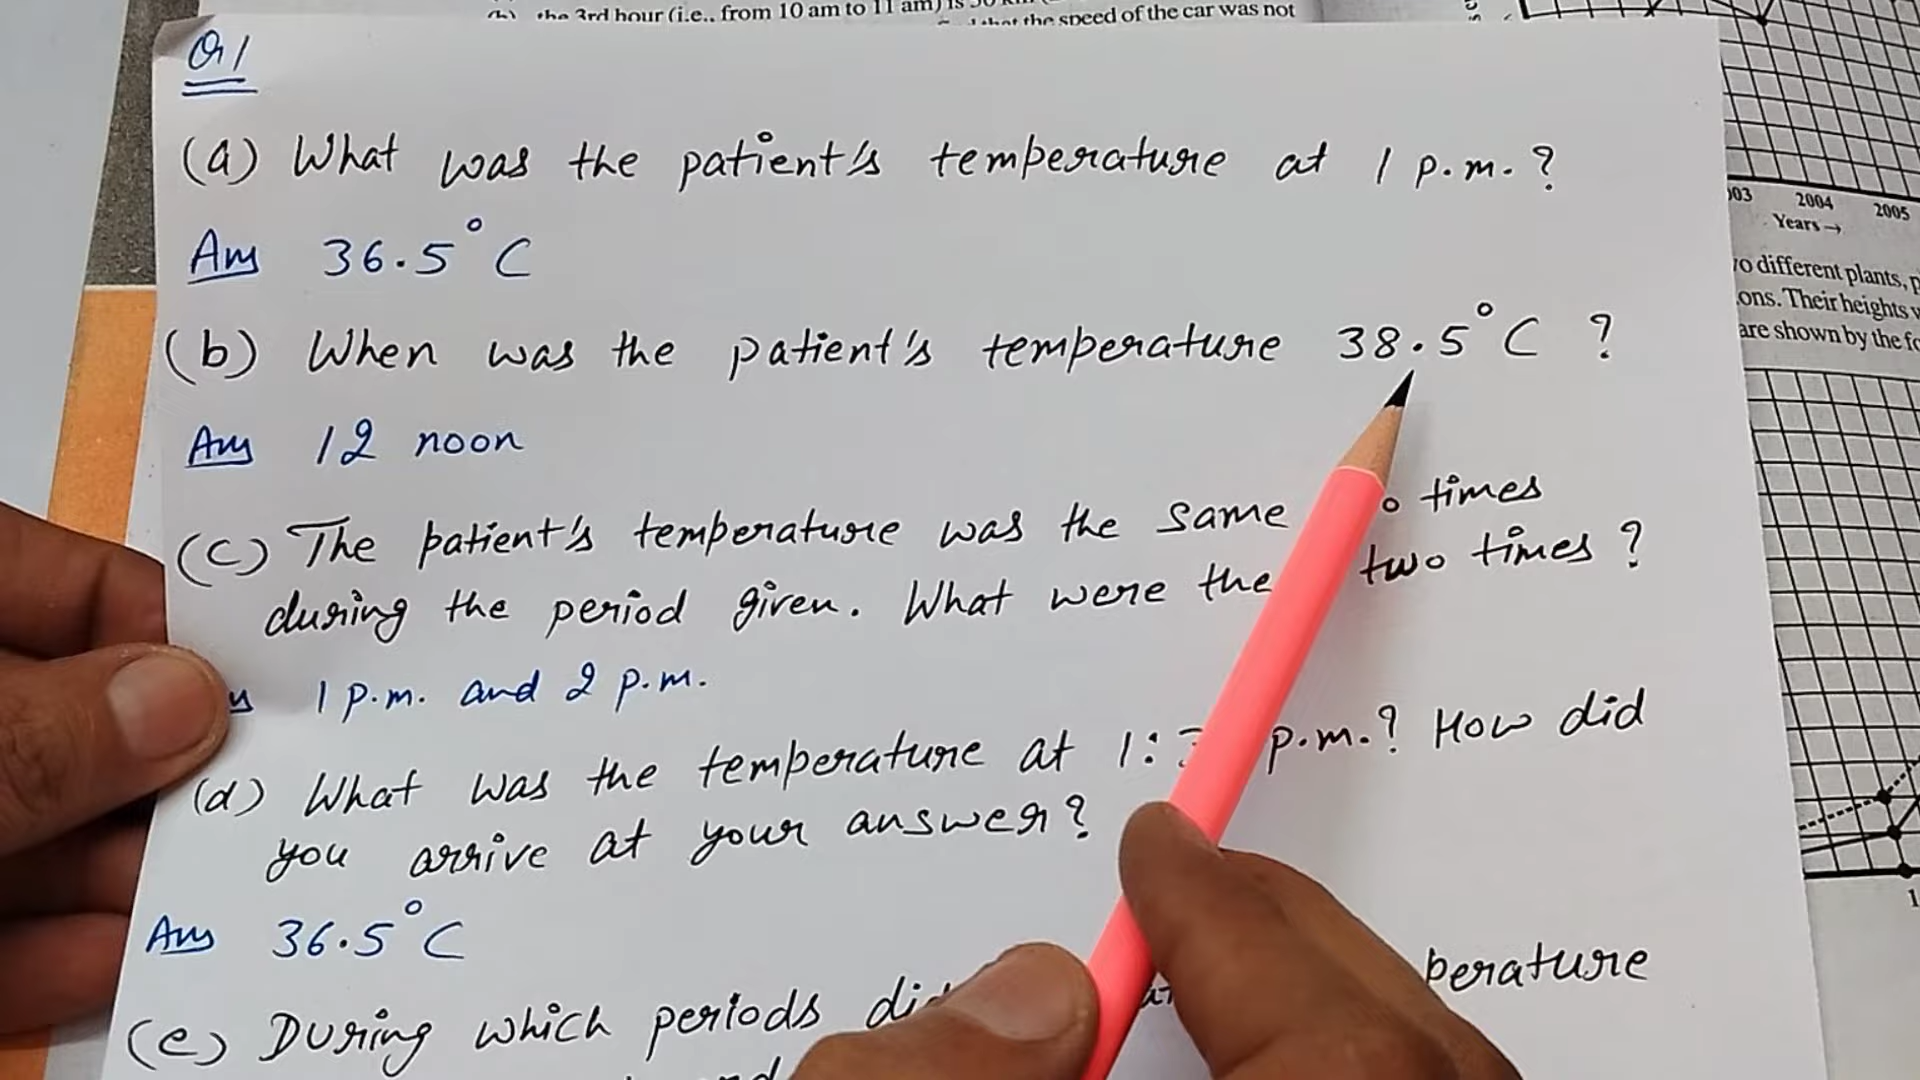 (b) the 3rd hour (i.e., from 10 am to 11 am) is
that the speed of the car was not
Q1
(a) What was the patient's temperature at 1 p.m.?
Ans 36.5°C
(b) When was the patient's temperature 38.5°C ?
Ans 12 noon
(c) The patient's temperature was the same times
during the period given. What were the two times ?
1 p.m. and 2 p.m.
(d) What was the temperature at 1: p.m.? How did
you arrive at your answer?
Ans 36.5°C
(e) During which periods perature
2004 2005
Years→
different plants,
Their heights
are shown by the